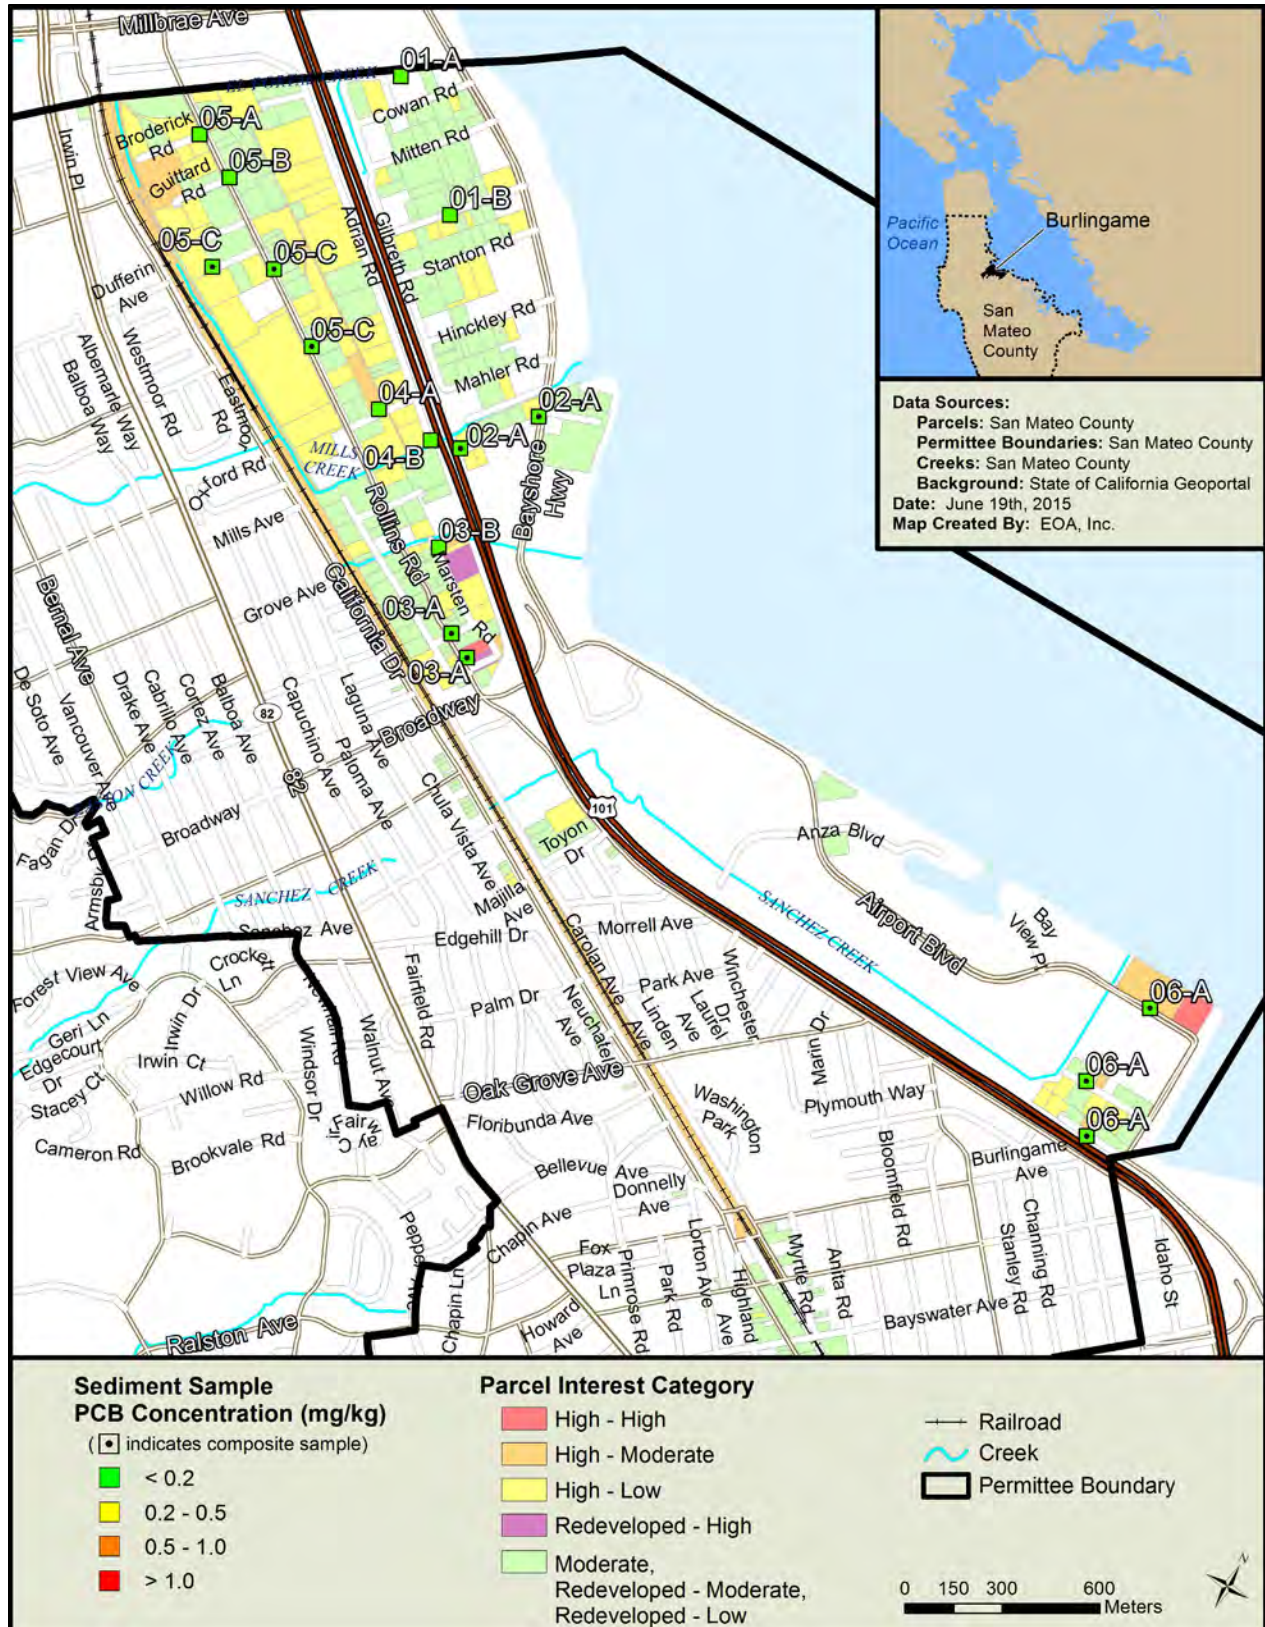 Millbrae Ave
01-A
Cowan Rd
Broderick
Rd
05-A
Mitten Rd
Irwin Pl
Guittard
Rd
05-B
01-B
Adrian Rd
Gilbreth Rd
Stanton Rd
05-C
05-C
Dufferin
Ave
Hinckley Rd
05-C
Mahler Rd
Albemarle Way
Balboa Way
Westmoor Rd
Eastmoor
Rd
04-A
02-A
02-A
04-B
MILLS
CREEK
Bayshore
Hwy
Mills Ave
Rollins Rd
03-B
Marsten
Rd
Bernal Ave
Grove Ave
California Dr
03-A
03-A
De Soto Ave
Vancouver Ave
Drake Ave
Cabrillo Ave
Cortez Ave
Balboa Ave
82
82
Capuchino Ave
Laguna Ave
Paloma Ave
Broadway
Fagan Dr
Armsby Dr
Broadway
Chula Vista Ave
101
Toyon
Dr
Anza Blvd
SANCHEZ CREEK
Majilla
Ave
SANCHEZ CREEK
Airport Blvd
Bay
View Pl
Sanchez Ave
Edgehill Dr
Carolan Ave
Morrell Ave
Forest View Ave
Crockett
Ln
Newhall Rd
Fairfield Rd
Palm Dr
Neuchatel
Ave
Park Ave
Linden
Ave
Laurel
Ave
Winchester
Dr
Marin Dr
06-A
Geri Ln
Irwin Dr
Edgecourt
Dr
Irwin Ct
Windsor Dr
Walnut Ave
Stacey Ct
Willow Rd
Oak Grove Ave
Washington
Park
Plymouth Way
06-A
Cameron Rd
Brookvale Rd
Fairway
Cir
Floribunda Ave
06-A
Burlingame
Ave
Bellevue Ave
Donnelly
Ave
Bloomfield Rd
Pepper Ave
Chapin Ln
Chapin Ave
Fox
Plaza
Ln
Primrose Rd
Park Rd
Lorton Ave
Highland
Ave
Myrtle Rd
Anita Rd
Stanley Rd
Channing Rd
Idaho St
Bayswater Ave
Howard
Ave
Ralston Ave
Pacific
Ocean
Burlingame
San
Mateo
County
Data Sources:
Parcels: San Mateo County
Permittee Boundaries: San Mateo County
Creeks: San Mateo County
Background: State of California Geoportal
Date: June 19th, 2015
Map Created By: EOA, Inc.
Sediment Sample
PCB Concentration (mg/kg)
( indicates composite sample)
< 0.2
0.2 - 0.5
0.5 - 1.0
> 1.0
Parcel Interest Category
High - High
High - Moderate
High - Low
Redeveloped - High
Moderate,
Redeveloped - Moderate,
Redeveloped - Low
Railroad
Creek
Permittee Boundary
N
0 150 300 600
Meters